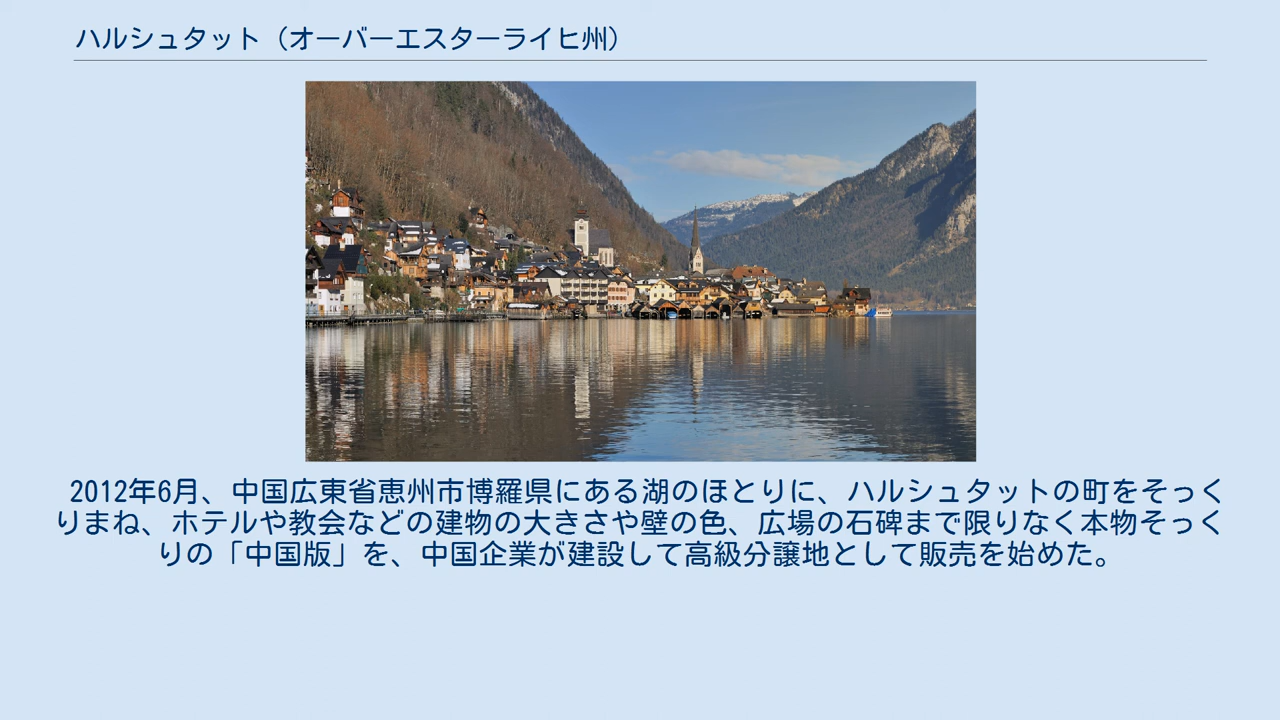 ハルシュタット（オーバーエスターライヒ州）
2012年6月、中国広東省恵州市博羅県にある湖のほとりに、ハルシュタットの町をそっく
りまね、ホテルや教会などの建物の大きさや壁の色、広場の石碑まで限りなく本物そっく
りの「中国版」を、中国企業が建設して高級分譲地として販売を始めた。